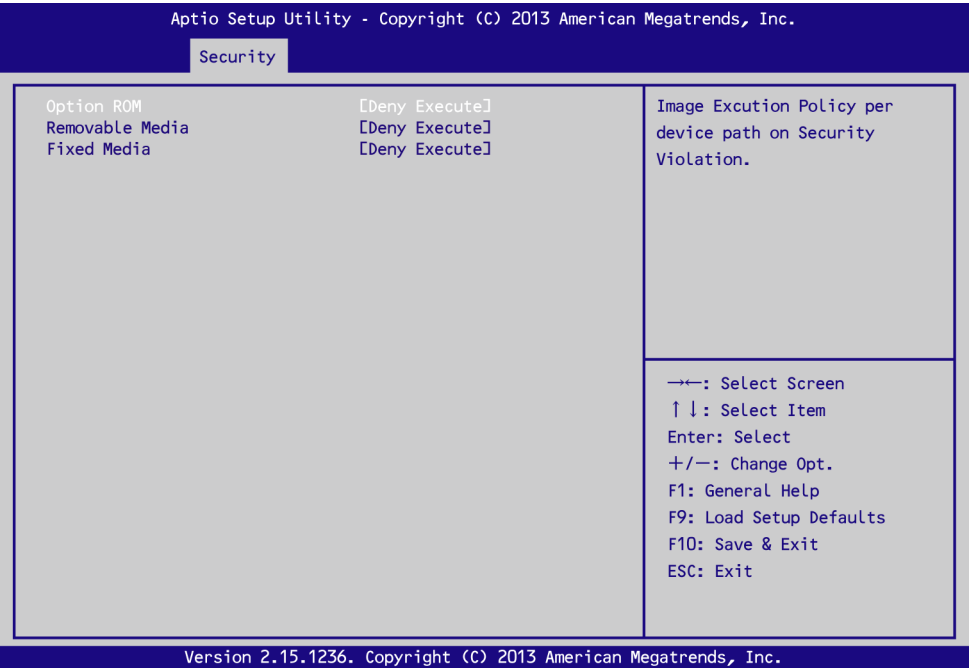 Aptio Setup Utility - Copyright (C) 2013 American Megatrends, Inc.
Security
Option ROM [Deny Execute]
Removable Media [Deny Execute]
Fixed Media [Deny Execute]
Image Excution Policy per
device path on Security
Violation.
→←: Select Screen
↑↓: Select Item
Enter: Select
+/-: Change Opt.
F1: General Help
F9: Load Setup Defaults
F10: Save & Exit
ESC: Exit
Version 2.15.1236. Copyright (C) 2013 American Megatrends, Inc.